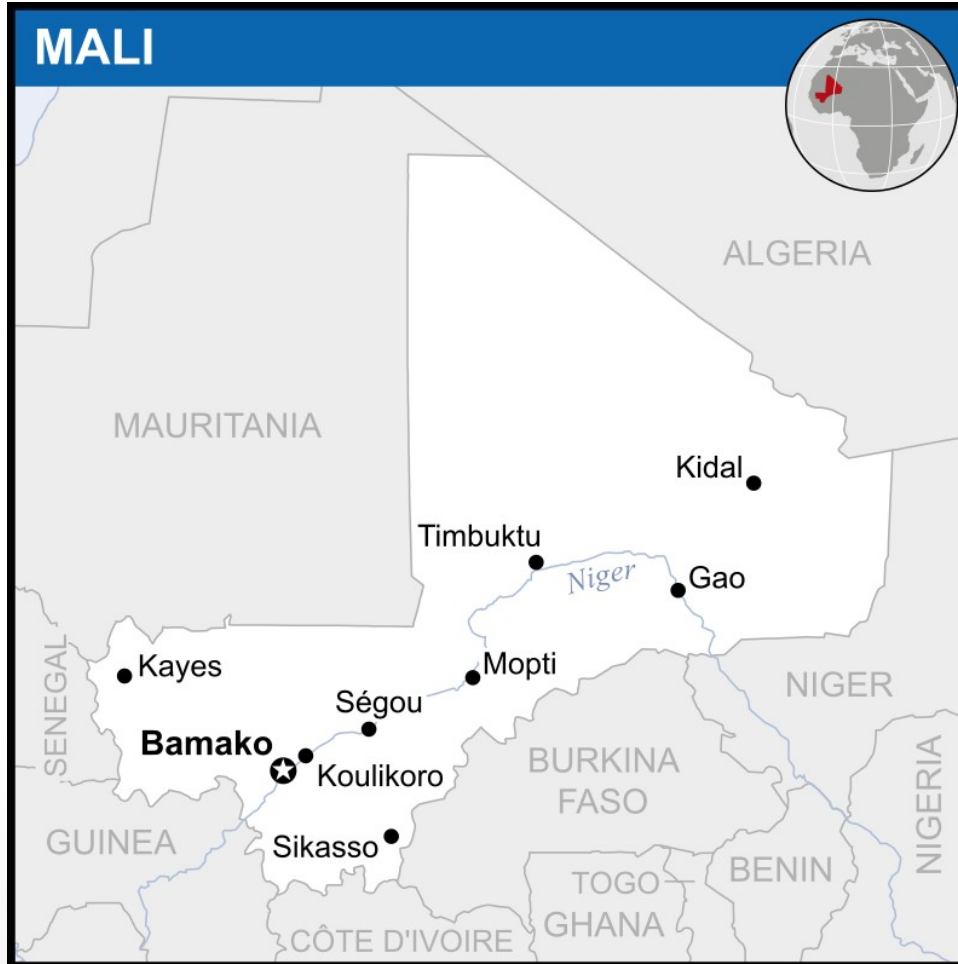 MALI
ALGERIA
MAURITANIA
Kidal
Timbuktu
Niger
Gao
SENEGAL
Kayes
Mopti
NIGER
Ségou
Bamako
Koulikoro
BURKINA
FASO
NIGERIA
GUINEA
Sikasso
BENIN
TOGO
GHANA
CÔTE D'IVOIRE